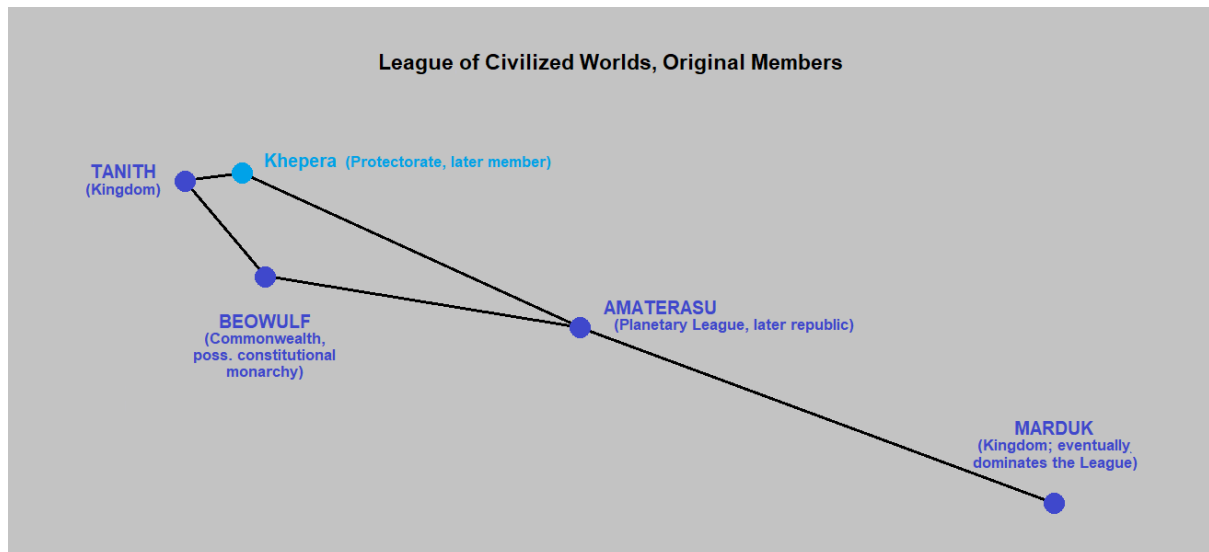 League of Civilized Worlds, Original Members
Khepera (Protectorate, later member)
TANITH
(Kingdom)
BEOWULF
(Commonwealth,
poss. constitutional
monarchy)
AMATERASU
(Planetary League, later republic)
MARDUK
(Kingdom; eventually
dominates the League)